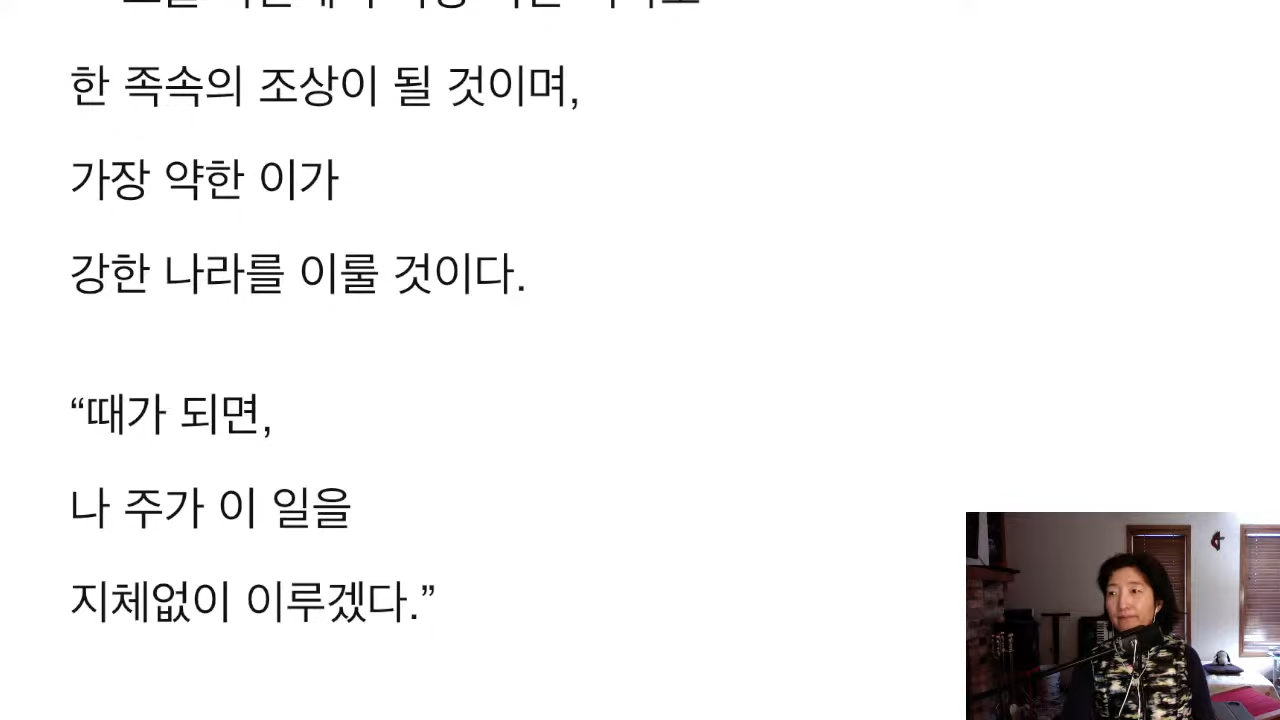 한 족속의 조상이 될 것이며,
가장 약한 이가
강한 나라를 이룰 것이다.
“때가 되면,
나 주가 이 일을
지체없이 이루겠다.”